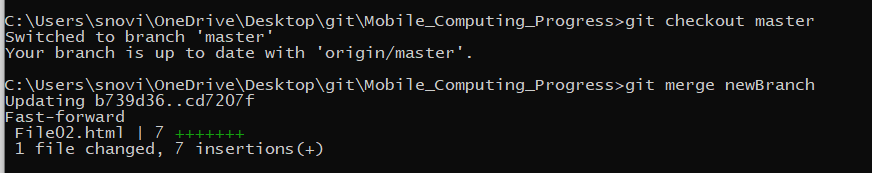 C:\Users\snovi\OneDrive\Desktop\git\Mobile_Computing_Progress>git checkout master
Switched to branch 'master'
Your branch is up to date with 'origin/master'.
C:\Users\snovi\OneDrive\Desktop\git\Mobile_Computing_Progress>git merge newBranch
Updating b739d36..cd7207f
Fast-forward
 File02.html | 7 +++++++
 1 file changed, 7 insertions(+)